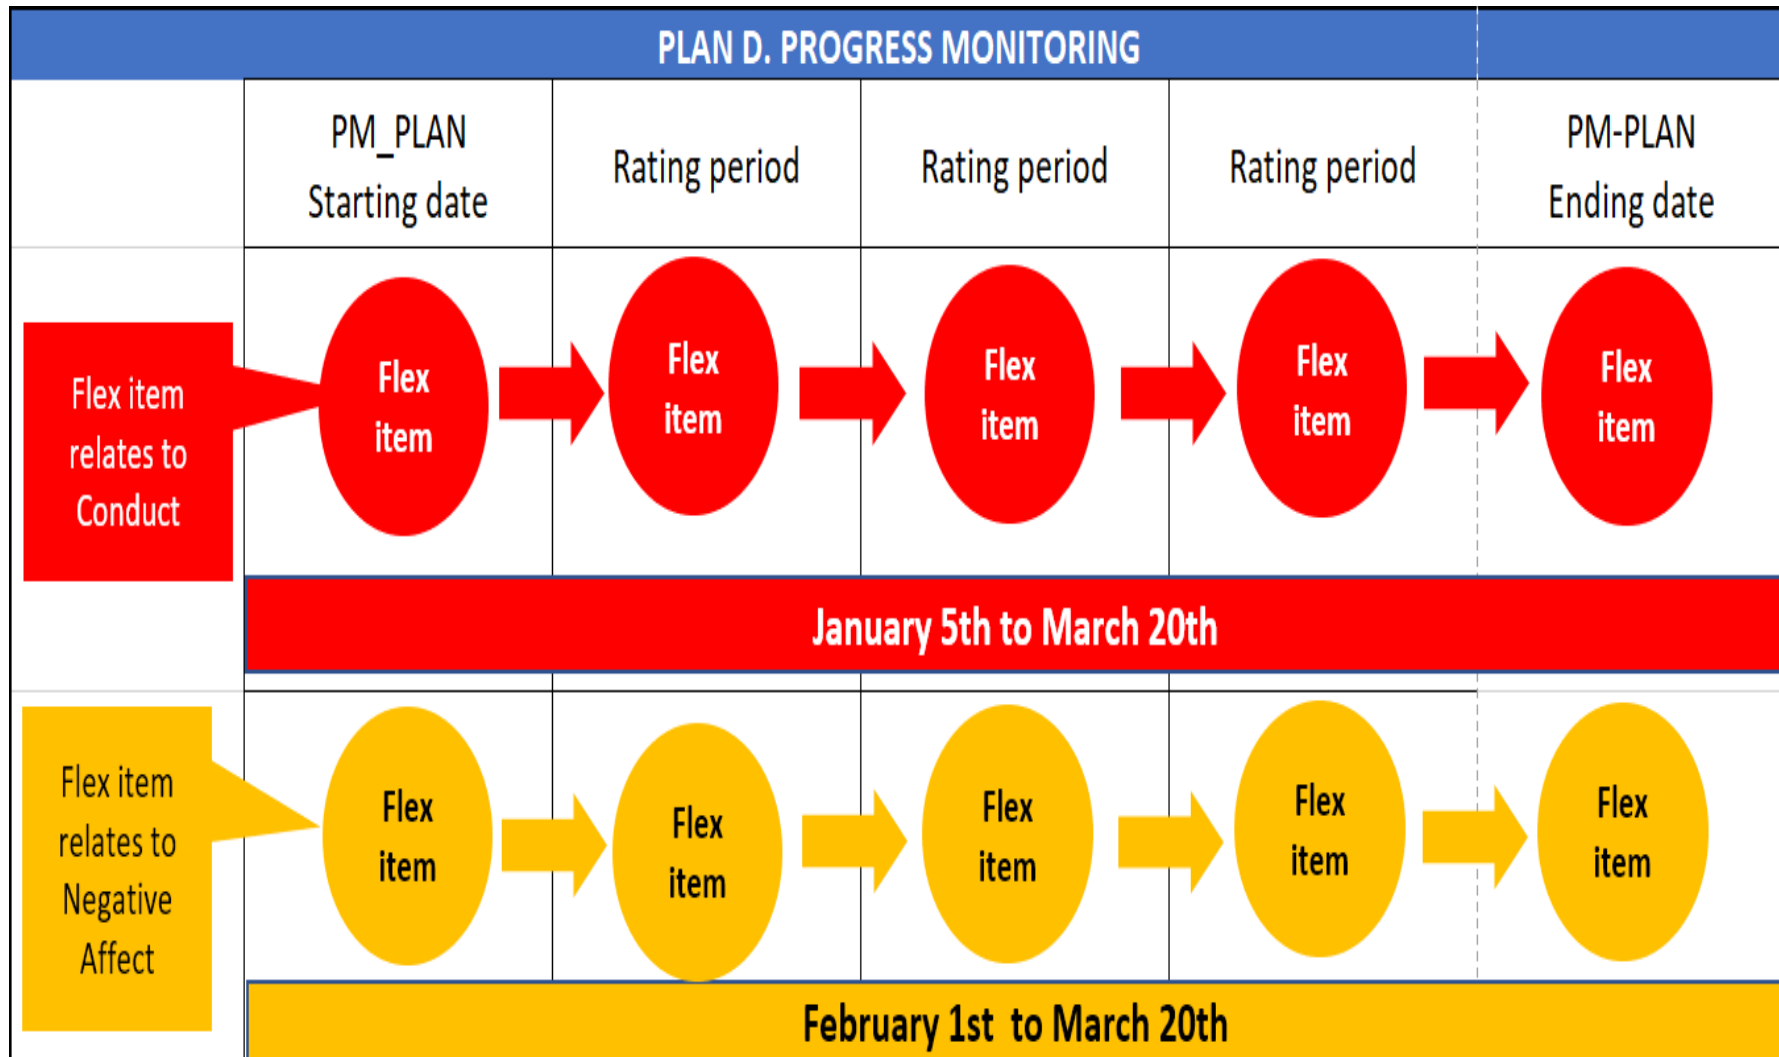 PLAN D. PROGRESS MONITORING
PM_PLAN
Starting date
Rating period
Rating period
Rating period
PM-PLAN
Ending date
Flex item
relates to
Conduct
Flex
item
Flex
item
Flex
item
Flex
item
Flex
item
January 5th to March 20th
Flex item
relates to
Negative
Affect
Flex
item
Flex
item
Flex
item
Flex
item
Flex
item
February 1st  to March 20th